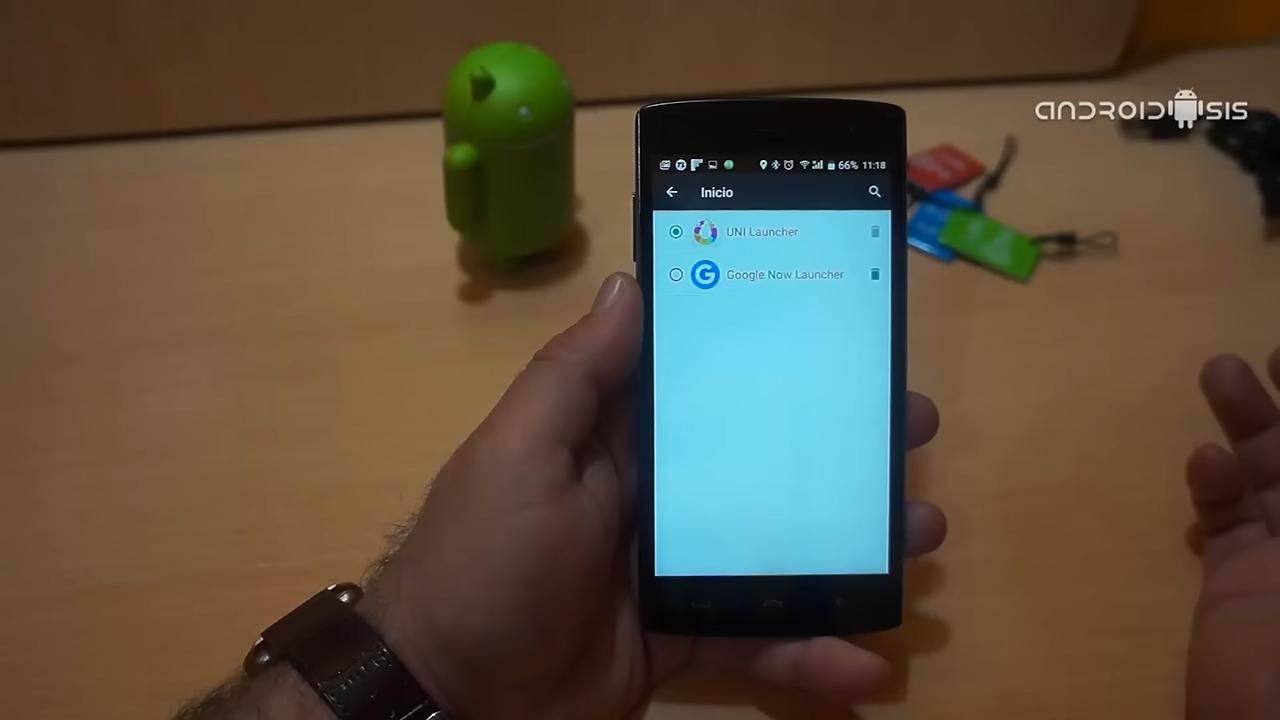 ANDROIDSIS
66% 11:18
Inicio
UNI Launcher
G Google Now Launcher